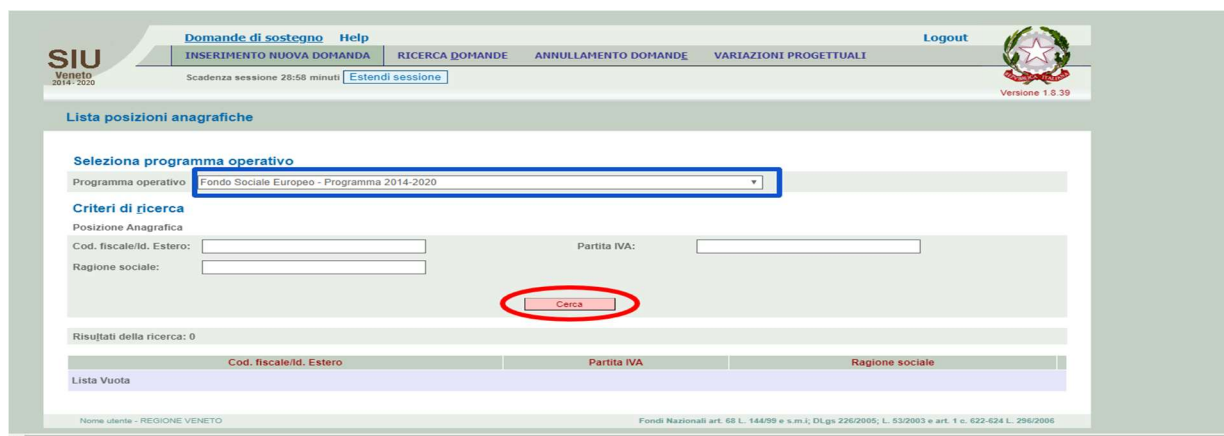 Domande di sostegno Help Logout
SIU
Veneto
2014-2020
INSERIMENTO NUOVA DOMANDA RICERCA DOMANDE ANNULLAMENTO DOMANDE VARIAZIONI PROGETTUALI
Scadenza sessione 28:58 minuti Estendi sessione
REPVBBLICA ITALIANA
Versione 1.8.39
Lista posizioni anagrafiche
Seleziona programma operativo
Programma operativo Fondo Sociale Europeo - Programma 2014-2020
Criteri di ricerca
Posizione Anagrafica
Cod. fiscale/Id. Estero: Partita IVA:
Ragione sociale:
Cerca
Risultati della ricerca: 0
Cod. fiscale/Id. Estero Partita IVA Ragione sociale
Lista Vuota
Nome utente - REGIONE VENETO Fondi Nazionali art. 68 L. 144/99 e s.m.i; DLgs 226/2005; L. 53/2003 e art. 1 c. 622-624 L. 296/2006